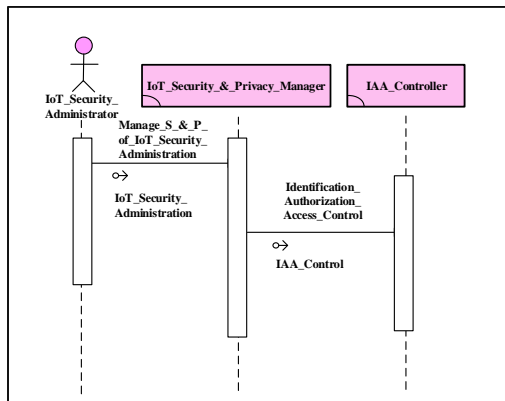 IoT_Security_
Administrator
IoT_Security_&_Privacy_Manager
IAA_Controller
Manage_S_&_P_
of_IoT_Security_
Administration
IoT_Security_
Administration
Identification_
Authorization_
Access_Control
IAA_Control